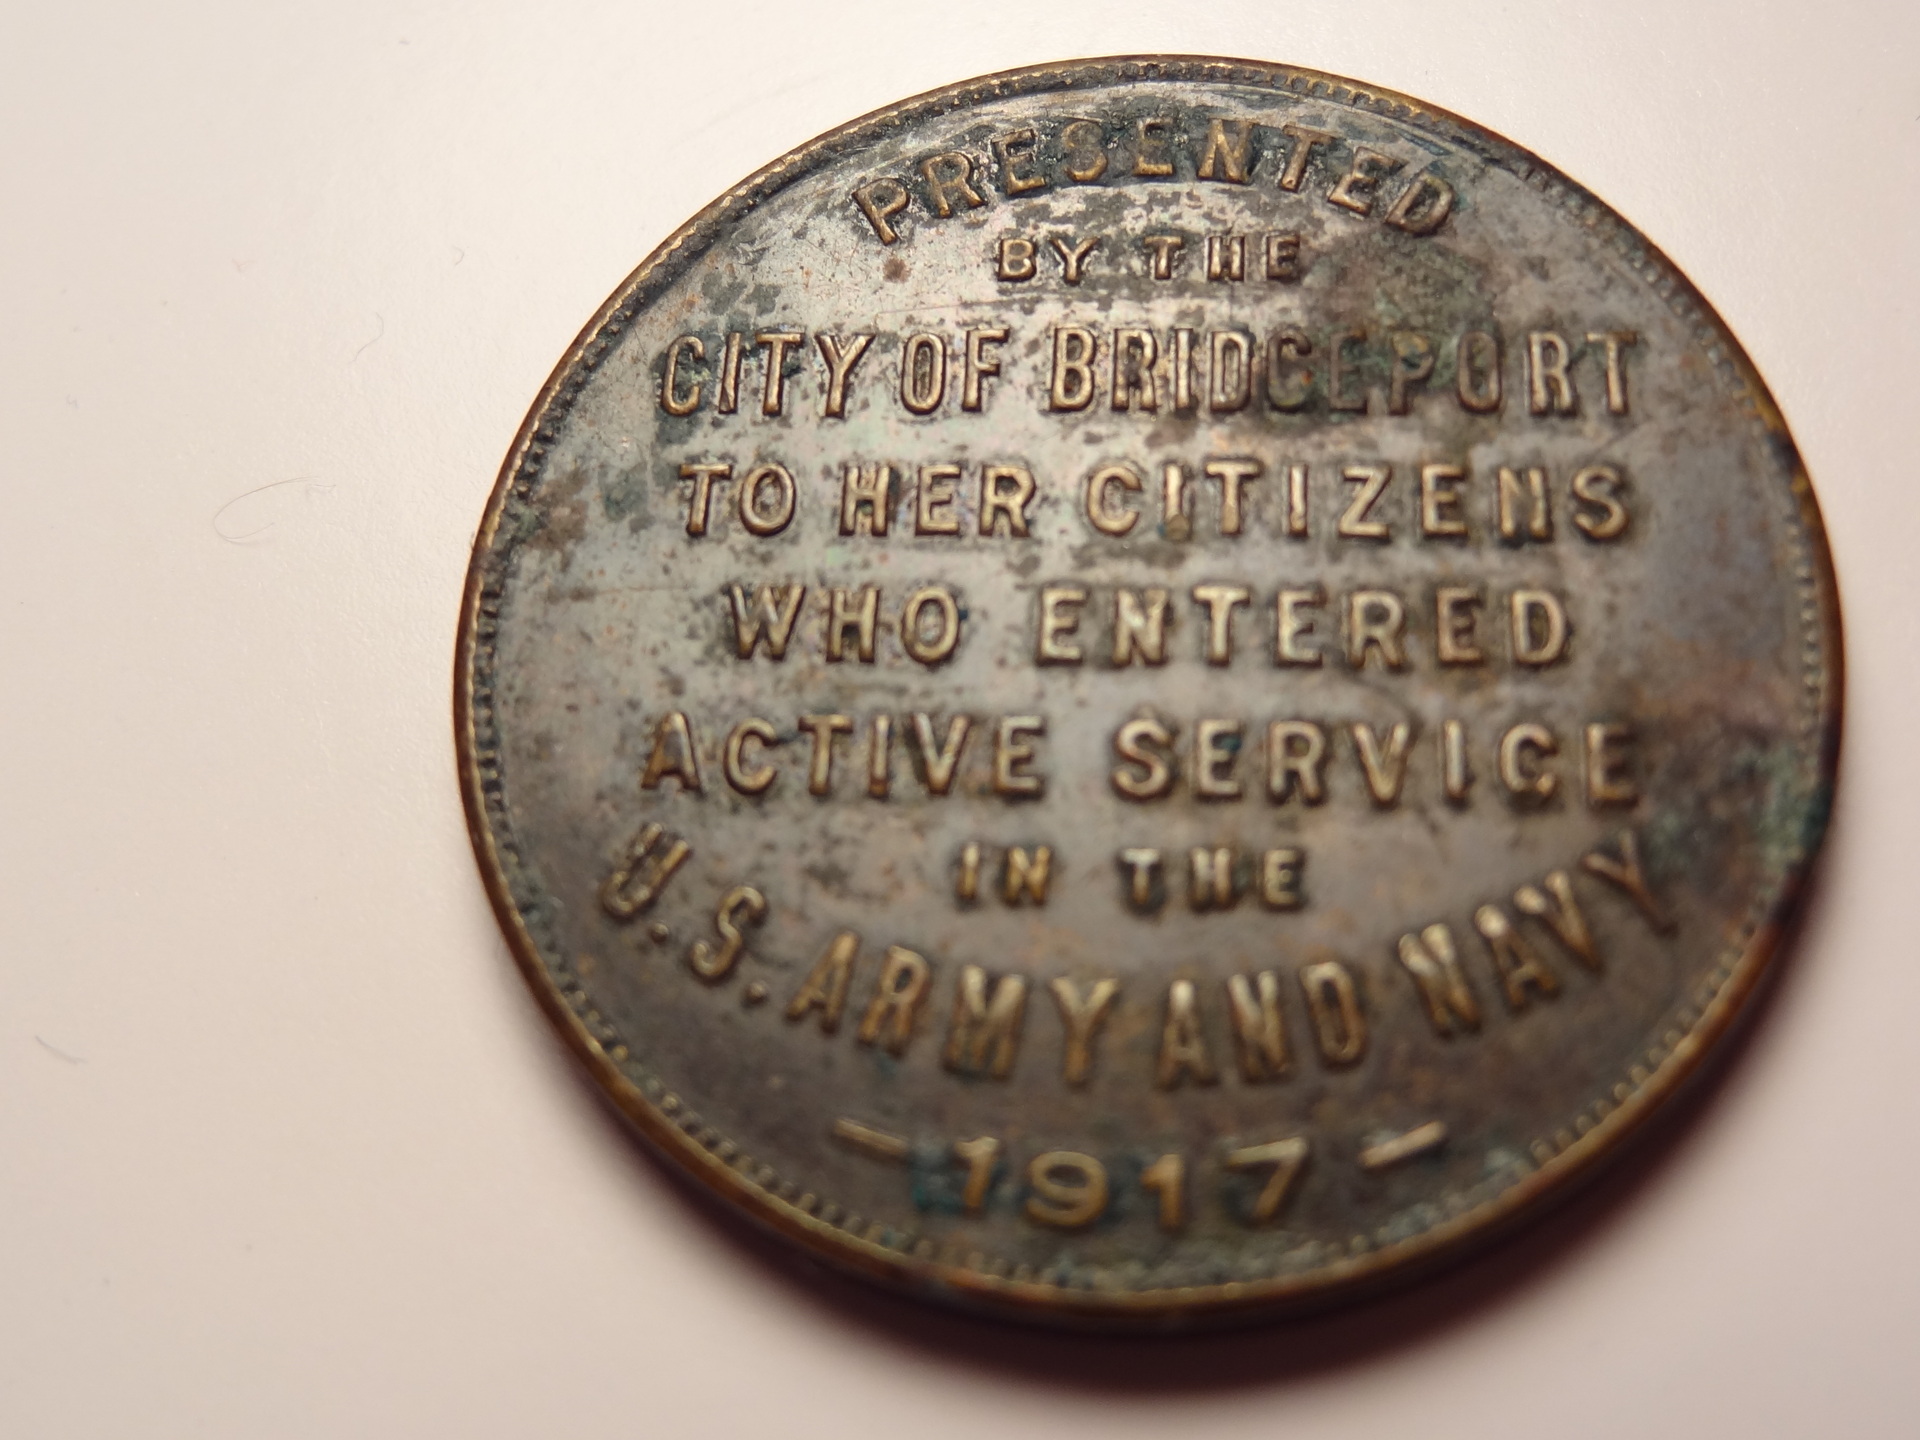 PRESENTED
BY THE
CITY OF BRIDGEPORT
TO HER CITIZENS
WHO ENTERED
ACTIVE SERVICE
IN THE
U.S. ARMY AND NAVY
— 1917 —